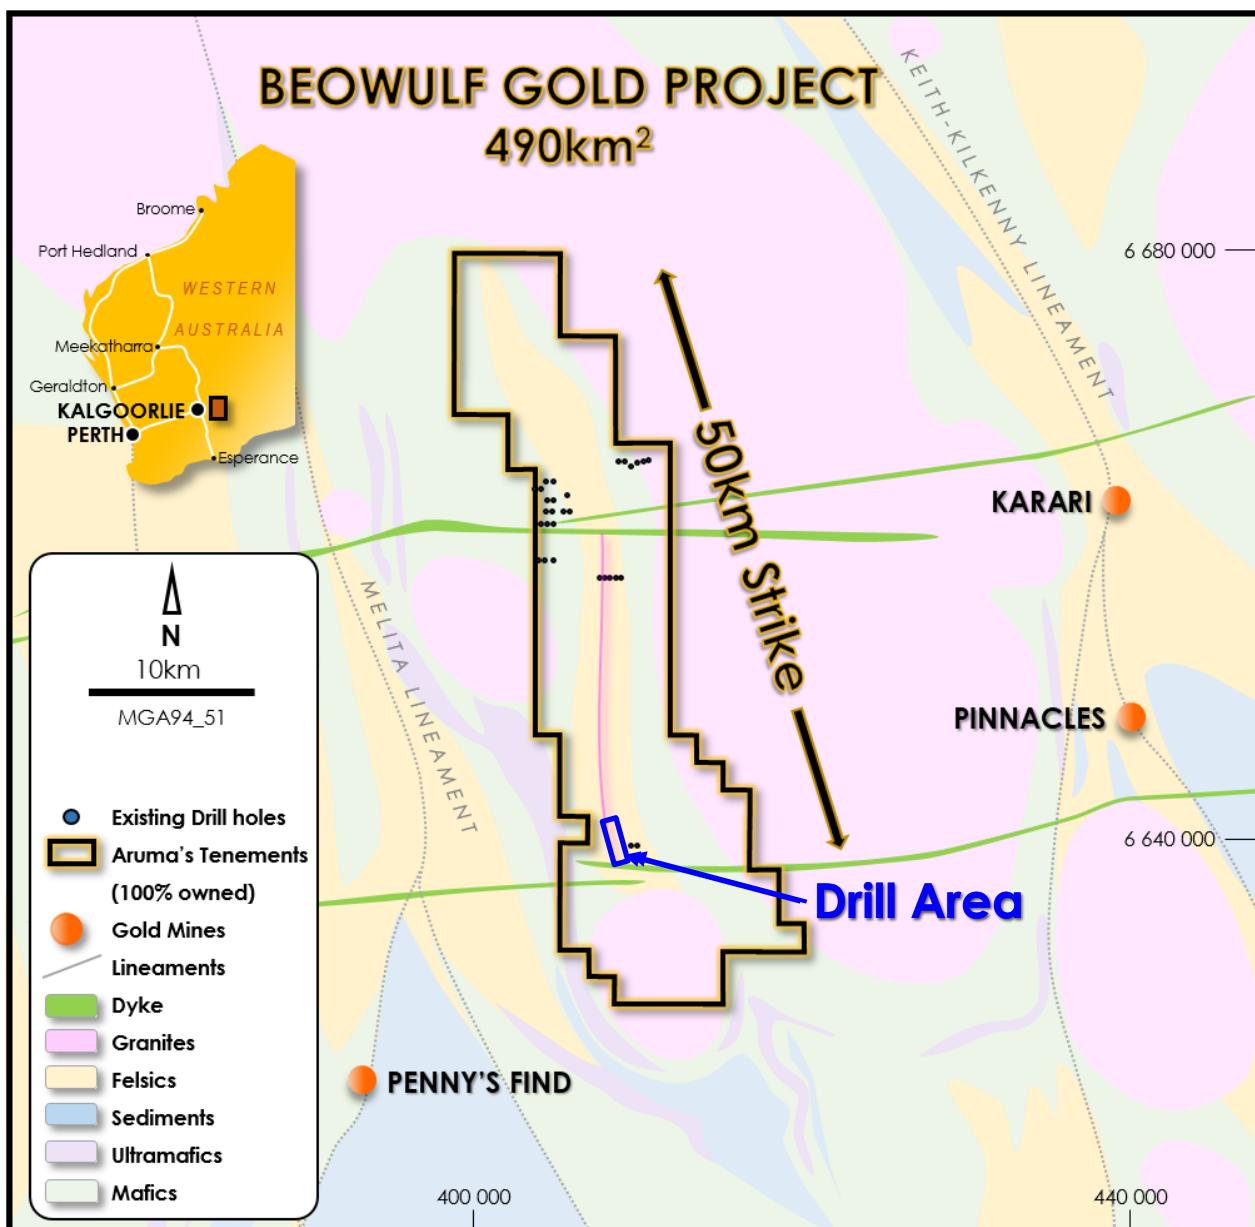 BEOWULF GOLD PROJECT
490km²
KEITH-KILKENNY LINEAMENT
6 680 000
Broome
Port Hedland
WESTERN
AUSTRALIA
Meekatharra
Geraldton
KALGOORLIE
PERTH
Esperance
50km Strike
KARARI
MELITA LINEAMENT
PINNACLES
6 640 000
Drill Area
PENNY'S FIND
N
10km
MGA94_51
Existing Drill holes
Aruma's Tenements
(100% owned)
Gold Mines
Lineaments
Dyke
Granites
Felsics
Sediments
Ultramafics
Mafics
400 000
440 000